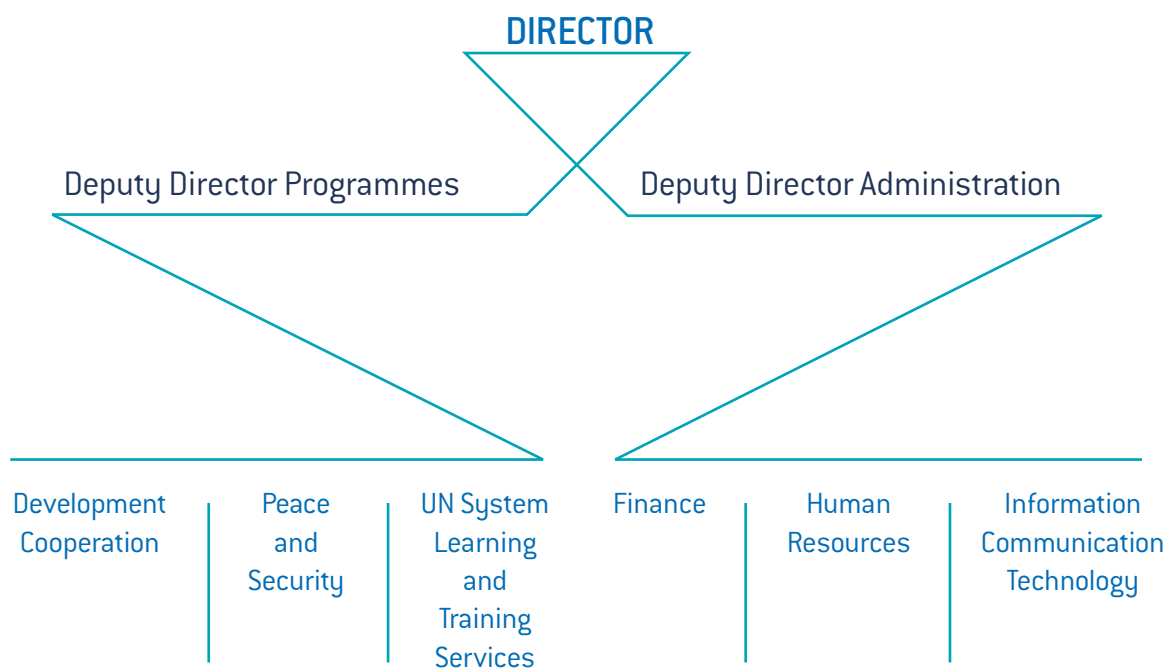 DIRECTOR
Deputy Director Programmes
Deputy Director Administration
Development
Cooperation
Peace
and
Security
UN System
Learning
and
Training
Services
Finance
Human
Resources
Information
Communication
Technology